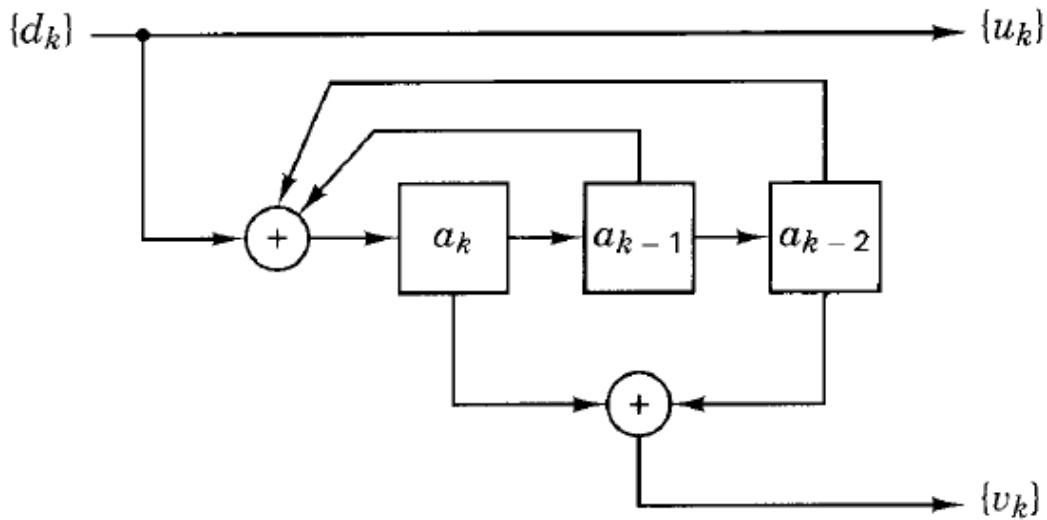 {d_k} {u_k}
+ a_k a_{k-1} a_{k-2}
+
{v_k}